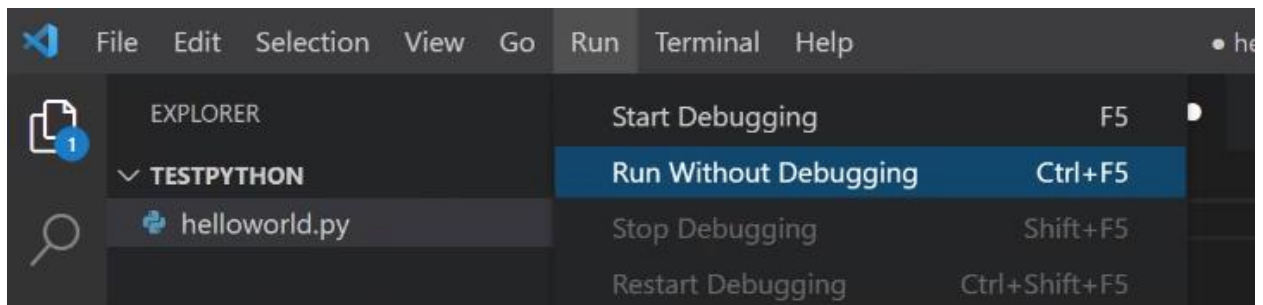 File Edit Selection View Go Run Terminal Help ● he
EXPLORER
1
TESTPYTHON
helloworld.py
Start Debugging F5
Run Without Debugging Ctrl+F5
Stop Debugging Shift+F5
Restart Debugging Ctrl+Shift+F5